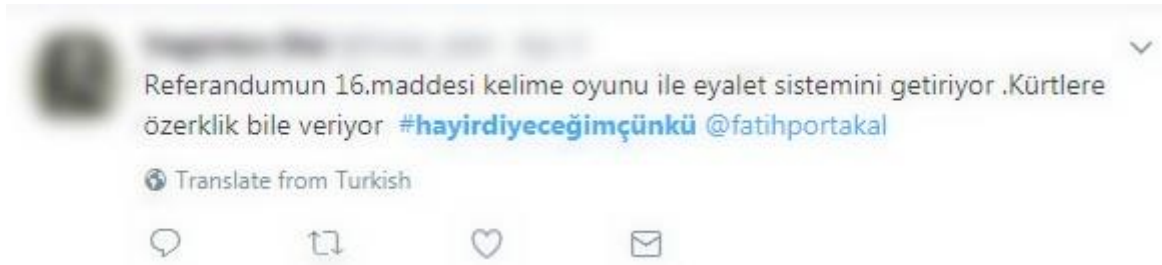 Referandumun 16.maddesi kelime oyunu ile eyalet sistemini getiriyor .Kürtlere
özerklik bile veriyor #hayirdiyeceğimçünkü @fatihportakal
Translate from Turkish